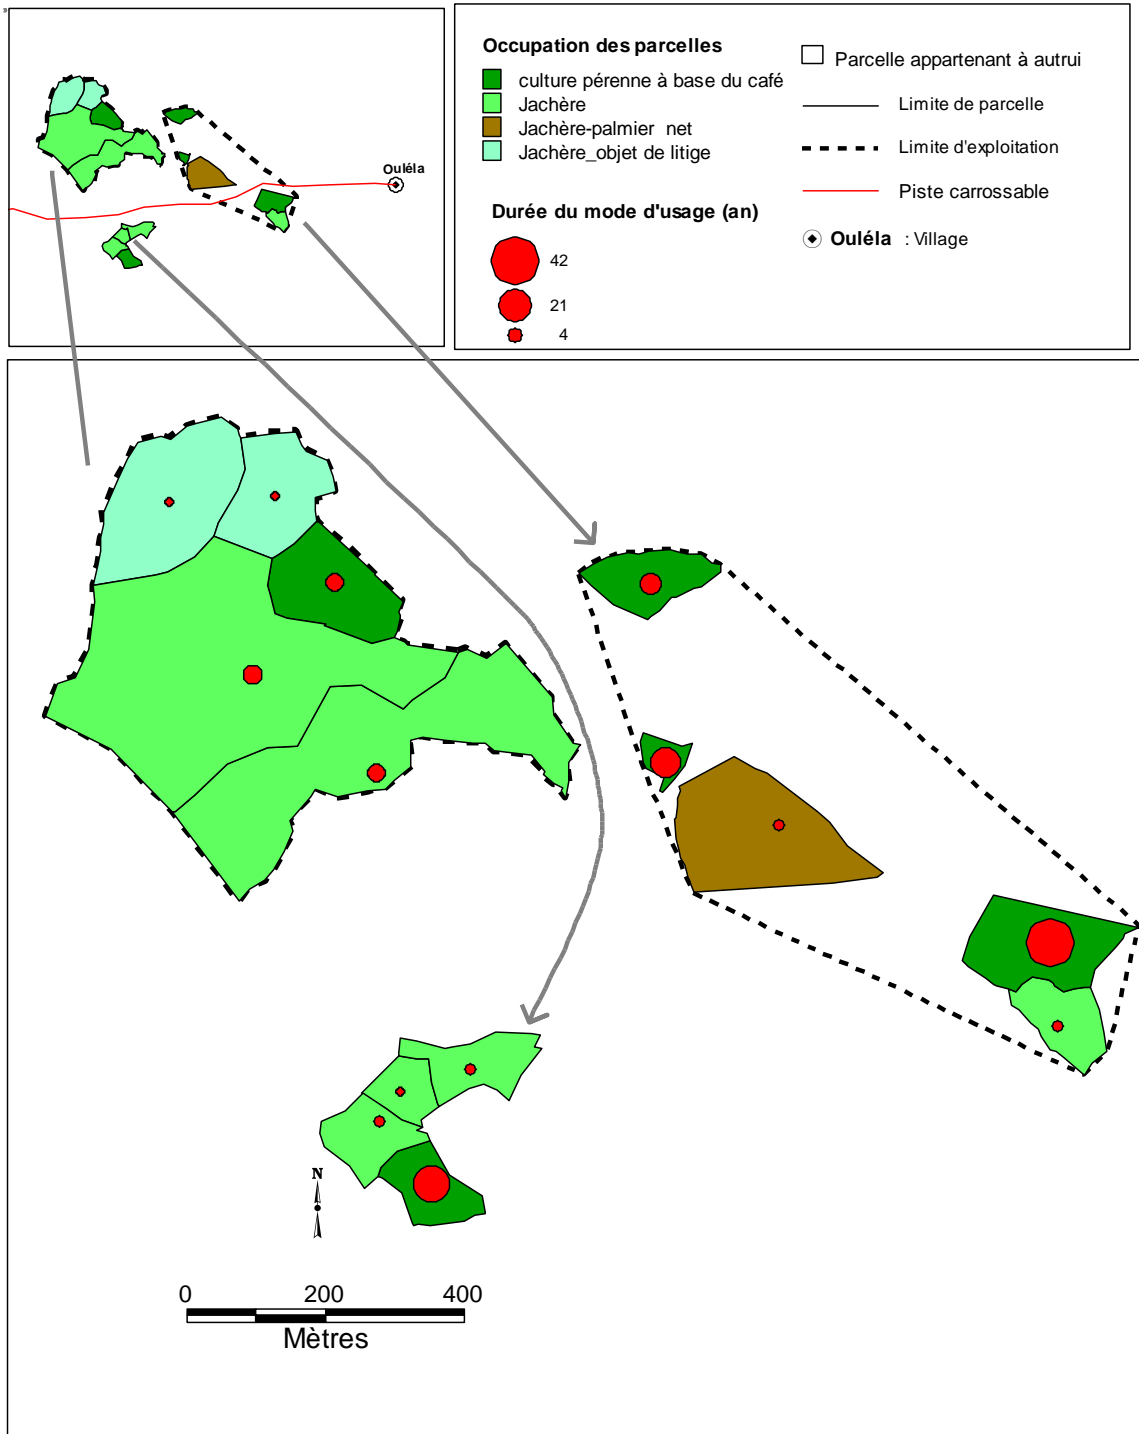 Ouléla
Occupation des parcelles
culture pérenne à base du café
Jachère
Jachère-palmier net
Jachère_objet de litige
Durée du mode d'usage (an)
42
21
4
Parcelle appartenant à autrui
Limite de parcelle
Limite d'exploitation
Piste carrossable
Ouléla : Village
N
0 200 400
Mètres